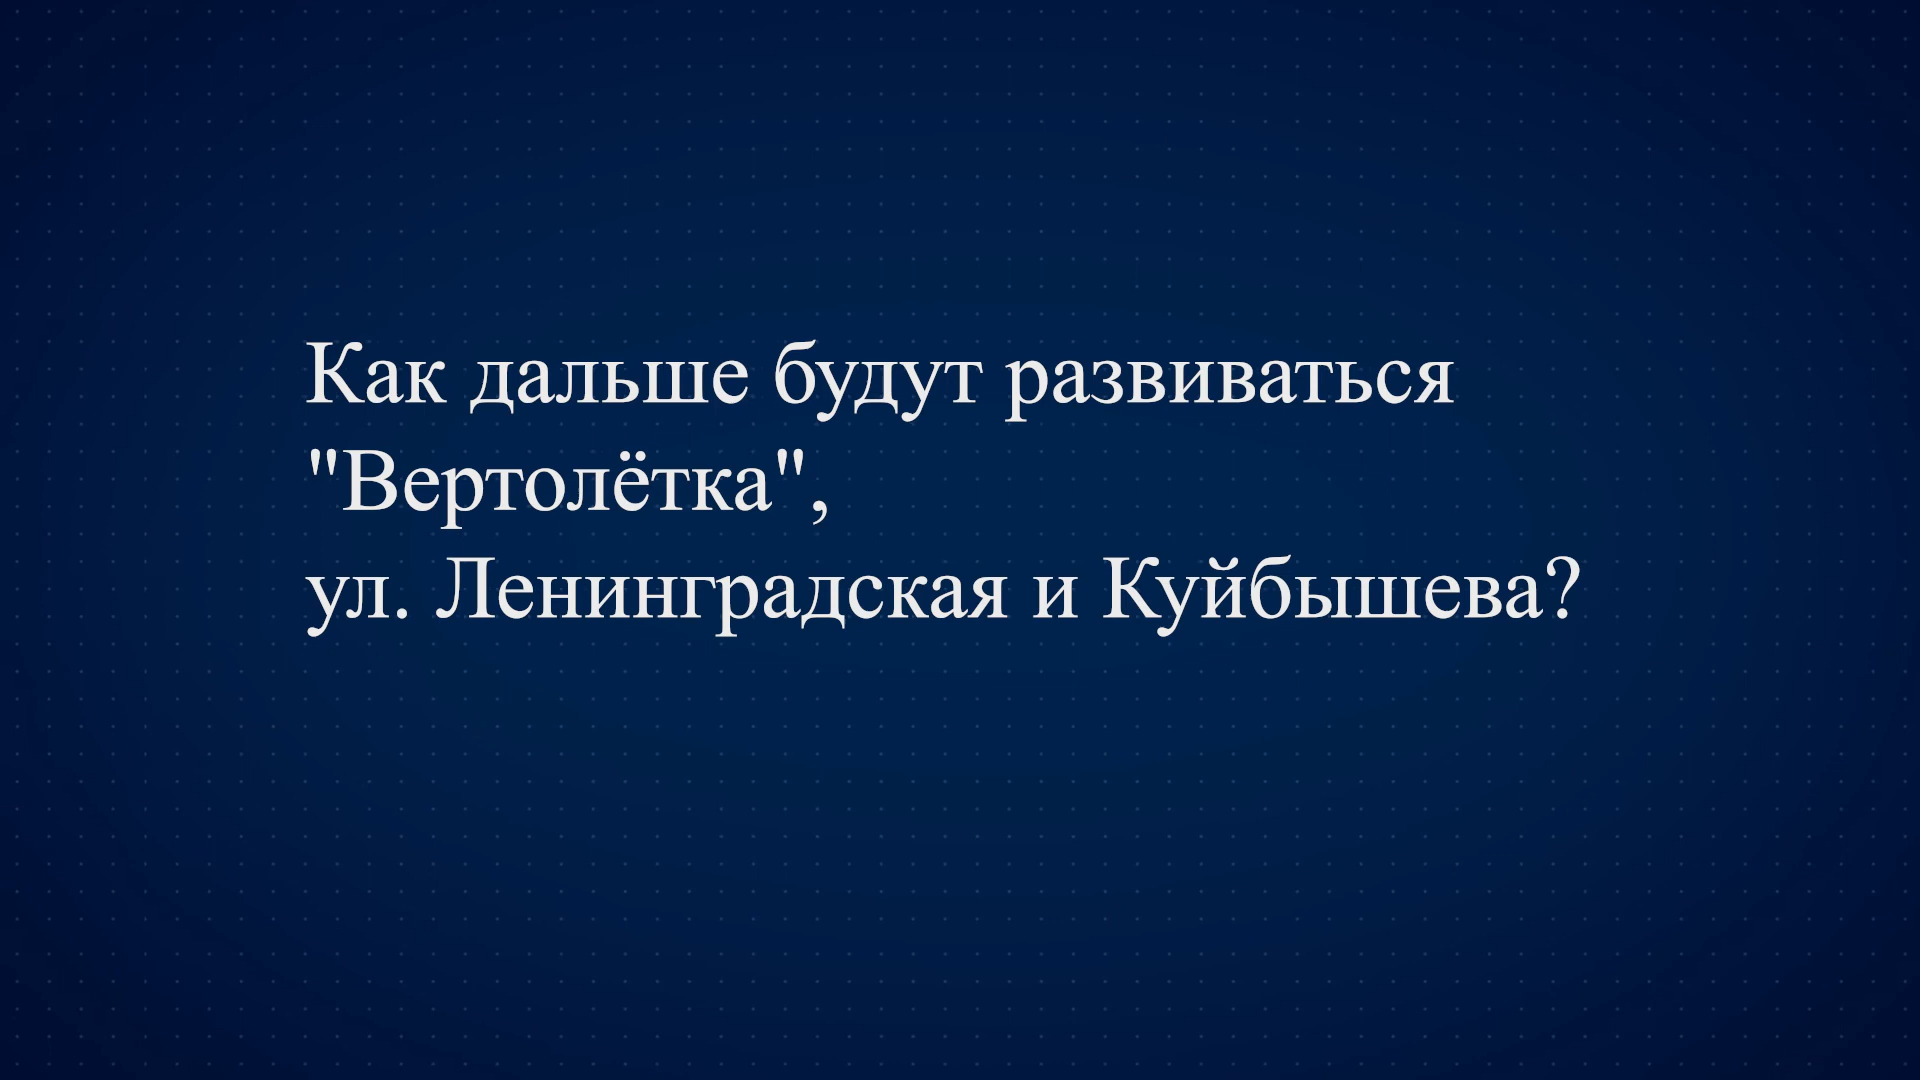 Как дальше будут развиваться
"Вертолётка",
ул. Ленинградская и Куйбышева?